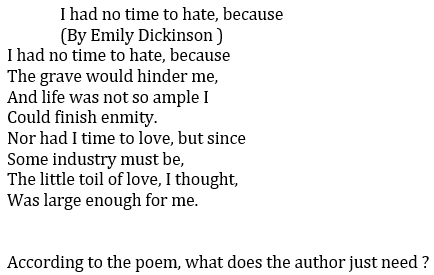 I had no time to hate, because
(By Emily Dickinson )
I had no time to hate, because
The grave would hinder me,
And life was not so ample I
Could finish enmity.
Nor had I time to love, but since
Some industry must be,
The little toil of love, I thought,
Was large enough for me.
According to the poem, what does the author just need ?